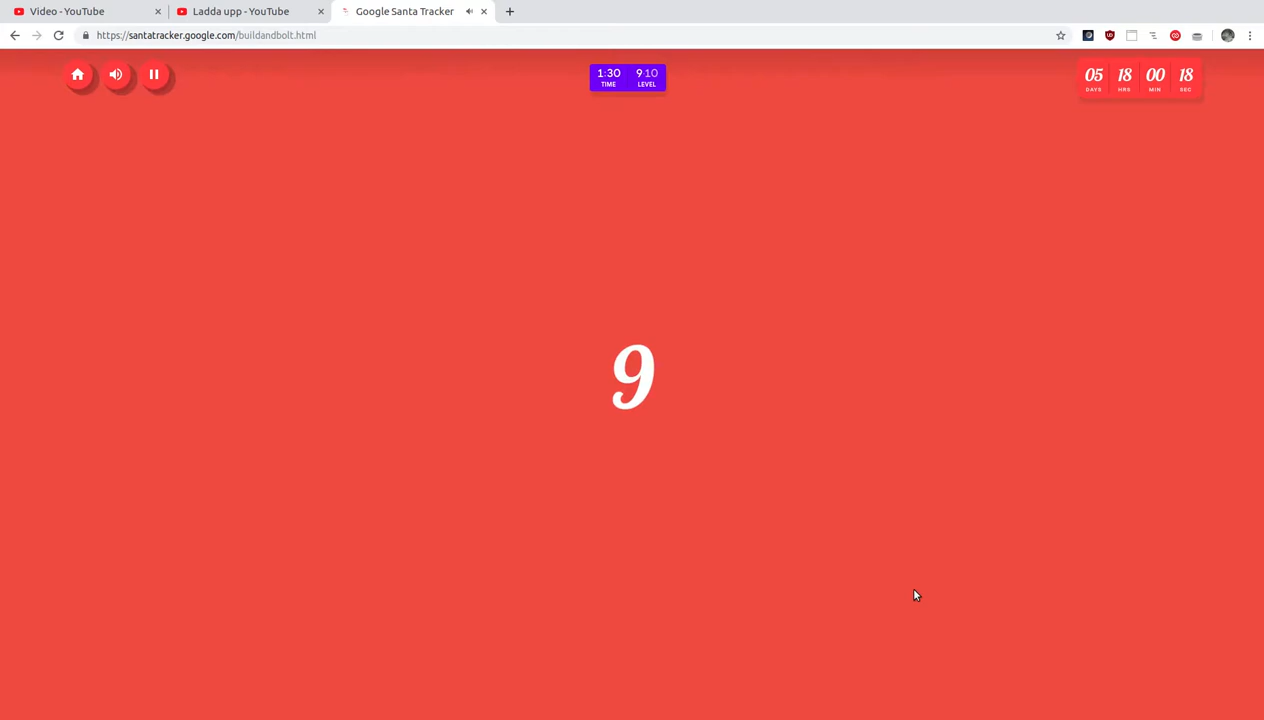 Video - YouTube
Ladda upp - YouTube
Google Santa Tracker
https://santatracker.google.com/buildandbolt.html
1:30 9 10
TIME LEVEL
05 18 00 18
DAYS HRS MIN SEC
9